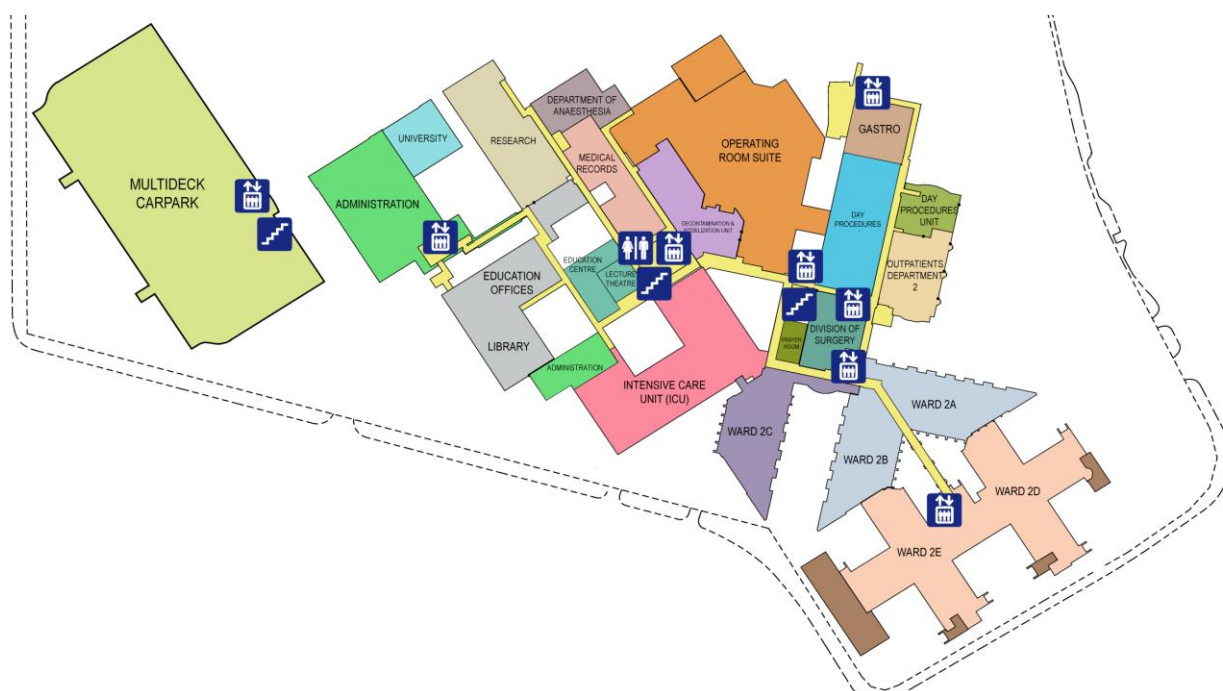 MULTIDECK
CARPARK
UNIVERSITY
ADMINISTRATION
RESEARCH
DEPARTMENT OF
ANAESTHESIA
MEDICAL
RECORDS
OPERATING
ROOM SUITE
GASTRO
DAY
PROCEDURES
DAY
PROCEDURES
UNIT
OUTPATIENTS
DEPARTMENT
2
DECONTAMINATION &
STERILIZATION UNIT
EDUCATION
CENTRE
LECTURE
THEATRE
EDUCATION
OFFICES
LIBRARY
ADMINISTRATION
INTENSIVE CARE
UNIT (ICU)
PRAYER
ROOM
DIVISION OF
SURGERY
WARD 2A
WARD 2B
WARD 2C
WARD 2D
WARD 2E